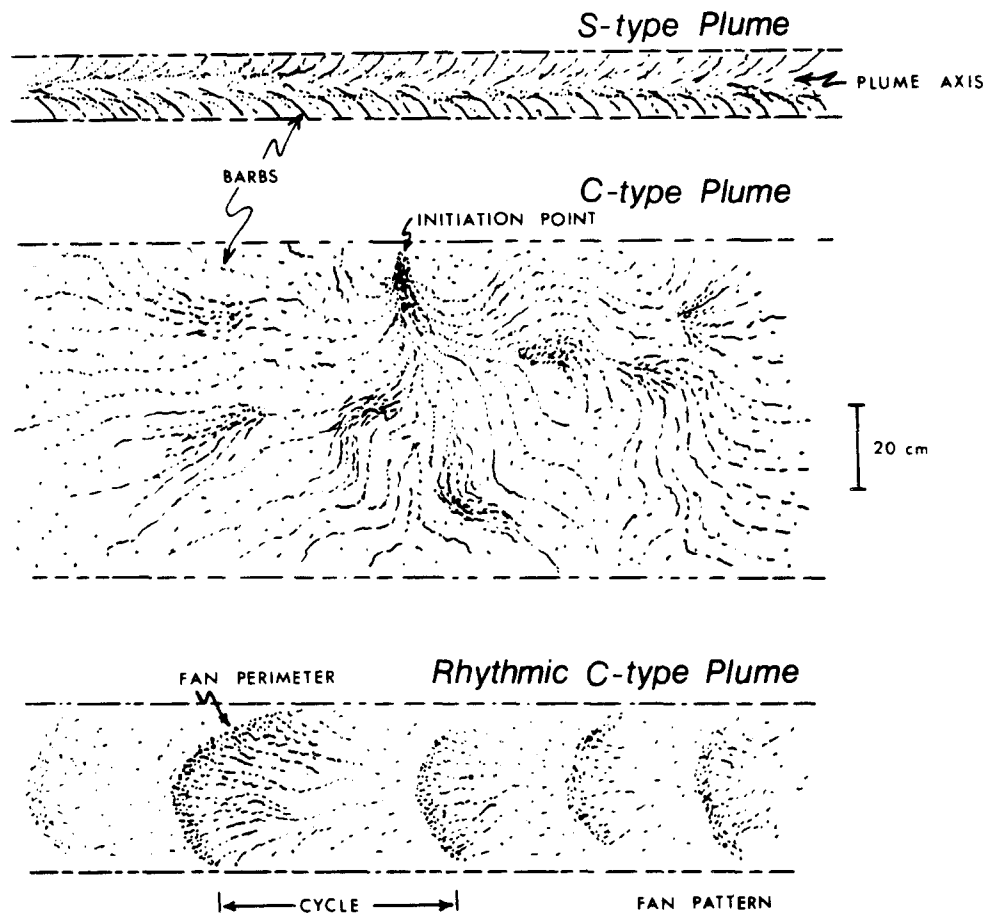 S-type Plume
PLUME AXIS
BARBS
C-type Plume
INITIATION POINT
20 cm
Rhythmic C-type Plume
FAN PERIMETER
CYCLE
FAN PATTERN